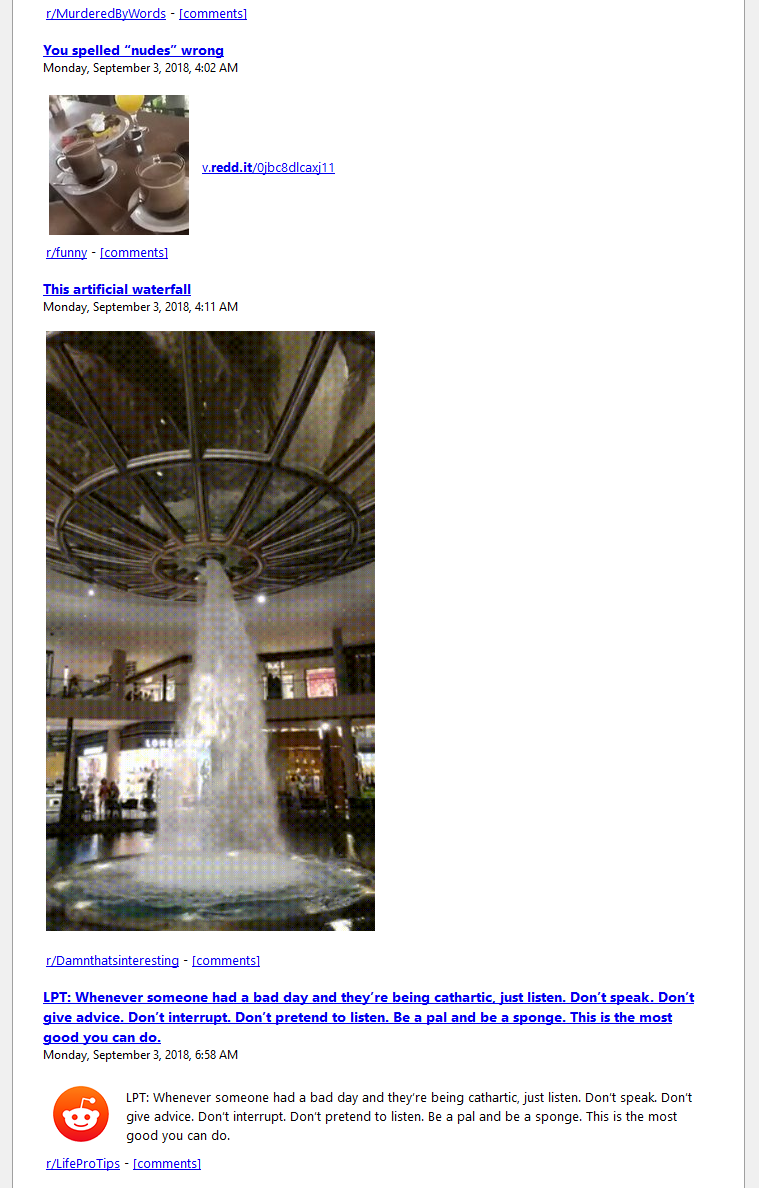 r/MurderedByWords - [comments]
You spelled “nudes” wrong
Monday, September 3, 2018, 4:02 AM
v.redd.it/0jbc8dlcaxj11
r/funny - [comments]
This artificial waterfall
Monday, September 3, 2018, 4:11 AM
r/Damnthatsinteresting - [comments]
LPT: Whenever someone had a bad day and they’re being cathartic, just listen. Don’t speak. Don’t
give advice. Don’t interrupt. Don’t pretend to listen. Be a pal and be a sponge. This is the most
good you can do.
Monday, September 3, 2018, 6:58 AM
LPT: Whenever someone had a bad day and they’re being cathartic, just listen. Don’t speak. Don’t
give advice. Don’t interrupt. Don’t pretend to listen. Be a pal and be a sponge. This is the most
good you can do.
r/LifeProTips - [comments]